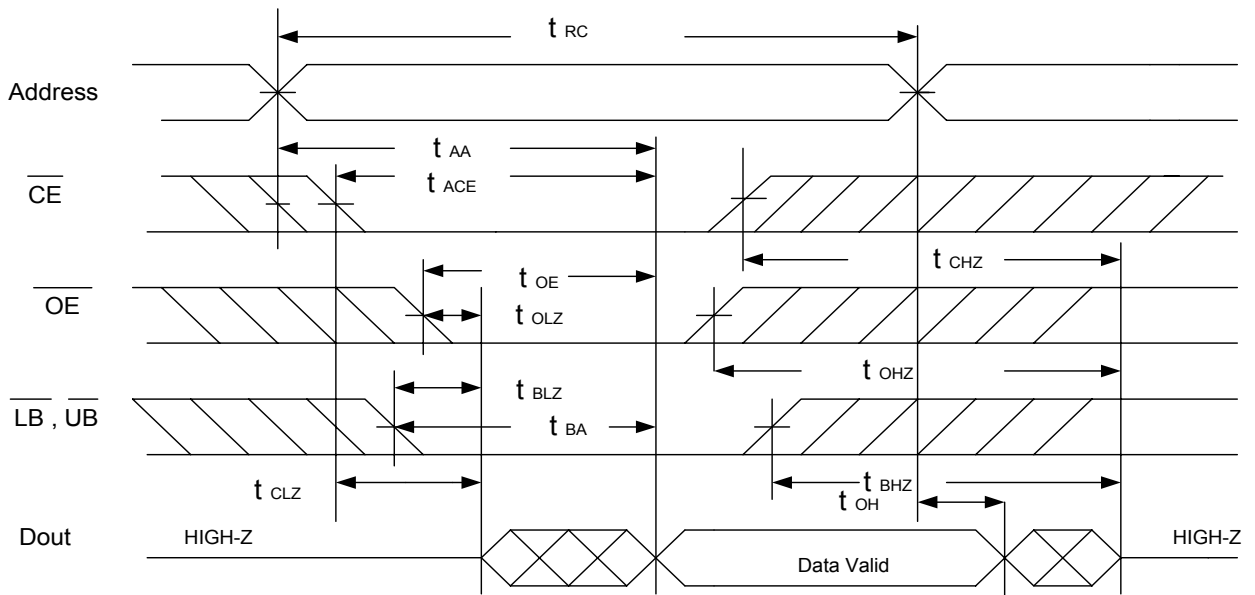 t RC
Address
t AA
CE
t ACE
t CHZ
OE
t OE
t OLZ
t OHZ
LB , UB
t BLZ
t BA
t BHZ
t CLZ
t OH
Dout
HIGH-Z
Data Valid
HIGH-Z